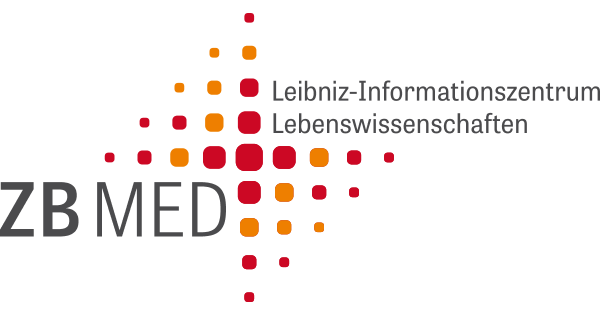 Leibniz-Informationszentrum
Lebenswissenschaften
ZB MED